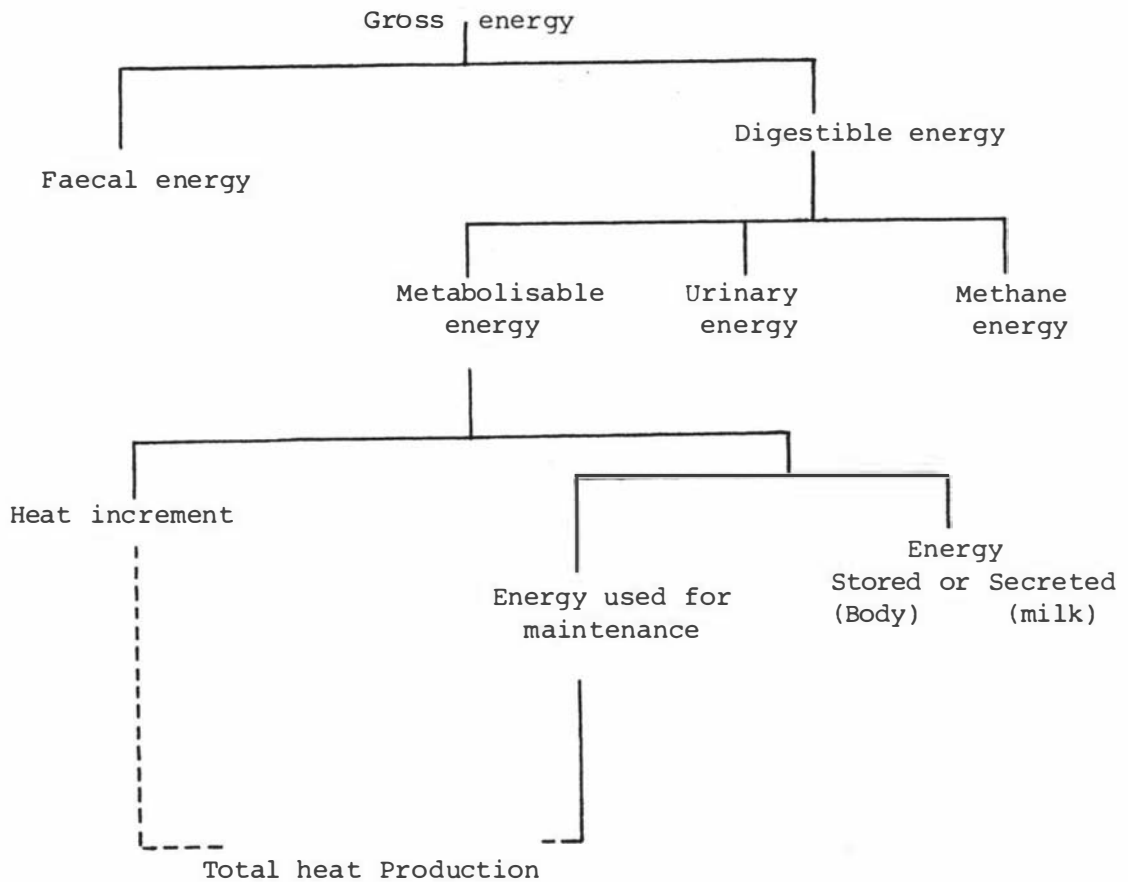 Gross energy
Digestible energy
Faecal energy
Metabolisable energy
Urinary energy
Methane energy
Heat increment
Energy used for maintenance
Energy
Stored or Secreted
(Body) (milk)
Total heat Production